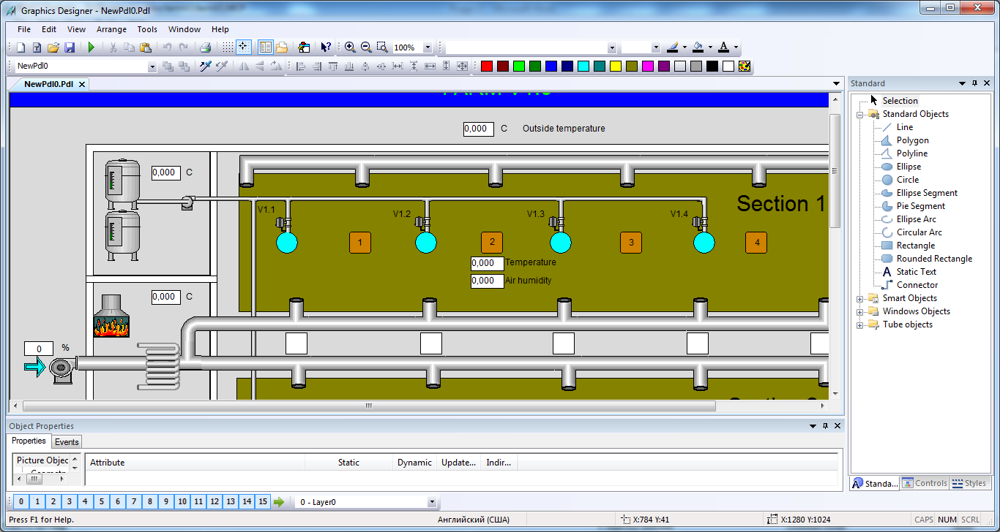 Graphics Designer - NewPdl0.Pdl
File Edit View Arrange Tools Window Help
100%
NewPdl0
NewPdl0.Pdl
0,000 C Outside temperature
0,000 C
V1.1
V1.2
V1.3
V1.4
Section 1
1
2
3
4
0,000 Temperature
0,000 Air humidity
0,000 C
0 %
Standard
Selection
Standard Objects
Line
Polygon
Polyline
Ellipse
Circle
Ellipse Segment
Pie Segment
Ellipse Arc
Circular Arc
Rectangle
Rounded Rectangle
Static Text
Connector
Smart Objects
Windows Objects
Tube objects
Standa... Controls Styles
Object Properties
Properties Events
Picture Objec
Attribute Static Dynamic Update... Indir...
0 1 2 3 4 5 6 7 8 9 10 11 12 13 14 15 0 - Layer0
Press F1 for Help. Английский (США) X:784 Y:41 X:1280 Y:1024 CAPS NUM SCRL